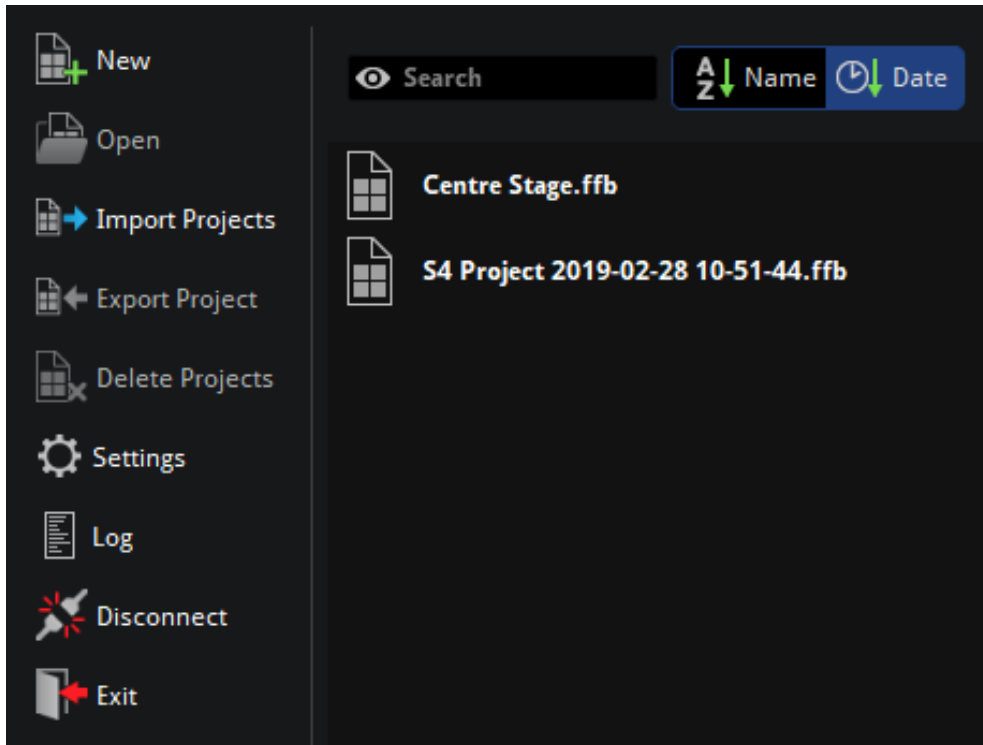 New
Open
Import Projects
Export Project
Delete Projects
Settings
Log
Disconnect
Exit
Search
A Z Name Date
Centre Stage.ffb
S4 Project 2019-02-28 10-51-44.ffb